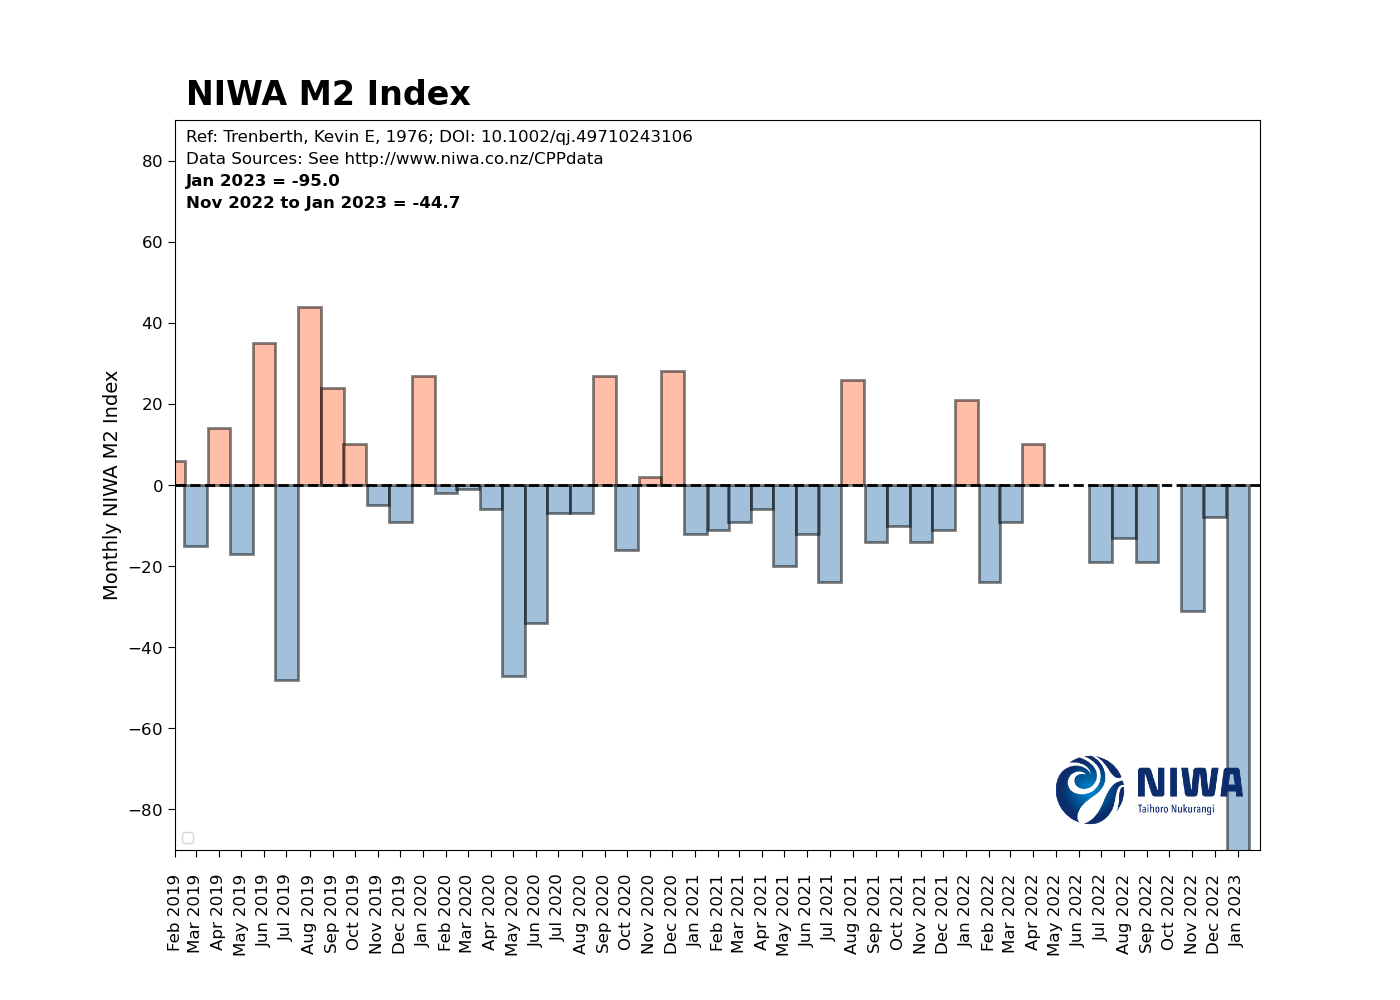 NIWA M2 Index
Ref: Trenberth, Kevin E, 1976; DOI: 10.1002/qj.49710243106
Data Sources: See http://www.niwa.co.nz/CPPdata
Jan 2023 = -95.0
Nov 2022 to Jan 2023 = -44.7
Monthly NIWA M2 Index
80
60
40
20
0
−20
−40
−60
−80
NIWA
Taihoro Nukurangi
Feb 2019
Mar 2019
Apr 2019
May 2019
Jun 2019
Jul 2019
Aug 2019
Sep 2019
Oct 2019
Nov 2019
Dec 2019
Jan 2020
Feb 2020
Mar 2020
Apr 2020
May 2020
Jun 2020
Jul 2020
Aug 2020
Sep 2020
Oct 2020
Nov 2020
Dec 2020
Jan 2021
Feb 2021
Mar 2021
Apr 2021
May 2021
Jun 2021
Jul 2021
Aug 2021
Sep 2021
Oct 2021
Nov 2021
Dec 2021
Jan 2022
Feb 2022
Mar 2022
Apr 2022
May 2022
Jun 2022
Jul 2022
Aug 2022
Sep 2022
Oct 2022
Nov 2022
Dec 2022
Jan 2023